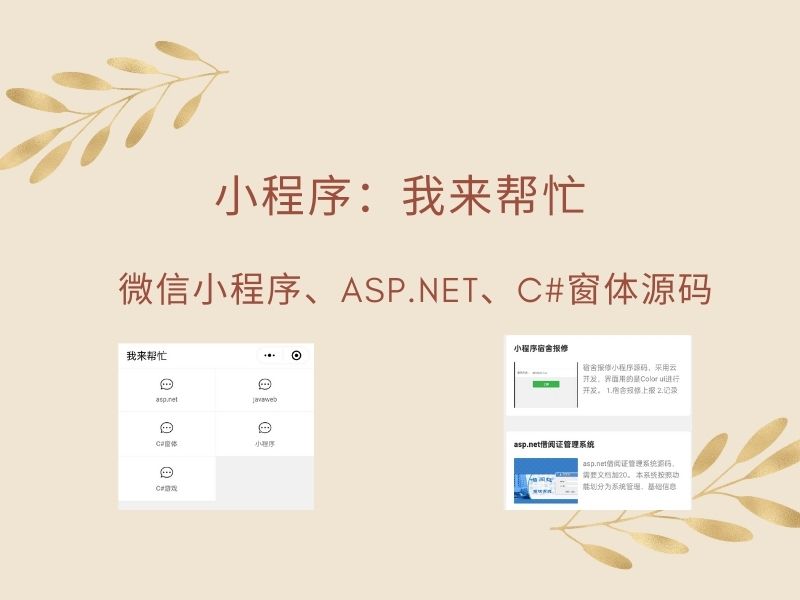 小程序：我来帮忙
微信小程序、ASP.NET、C#窗体源码
我来帮忙
asp.net
javaweb
C#窗体
小程序
C#游戏
小程序宿舍报修
宿舍报修小程序源码，采用云
开发，界面用的是Color ui进行
开发。 1.宿舍报修上报 2.记录
asp.net借阅证管理系统
asp.net借阅证管理系统源码，
需要文档加20。本系统按照功
能划分为系统管理、基础信息